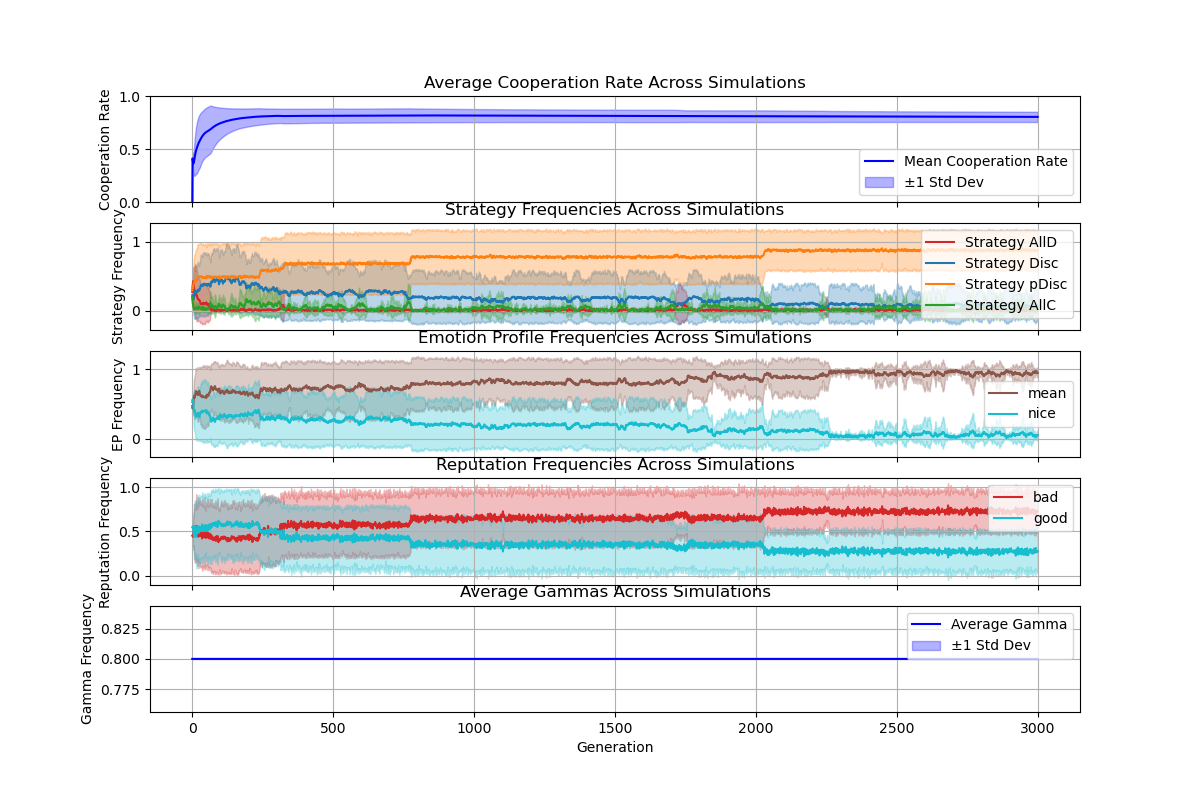 Average Cooperation Rate Across Simulations
Cooperation Rate
1.0
0.5
0.0
Mean Cooperation Rate
±1 Std Dev
Strategy Frequencies Across Simulations
Strategy Frequency
1
0
Strategy AllD
Strategy Disc
Strategy pDisc
Strategy AllC
Emotion Profile Frequencies Across Simulations
EP Frequency
1
0
mean
nice
Reputation Frequencies Across Simulations
Reputation Frequency
1.0
0.5
0.0
bad
good
Average Gammas Across Simulations
Gamma Frequency
0.825
0.800
0.775
Average Gamma
±1 Std Dev
0 500 1000 1500 2000 2500 3000
Generation